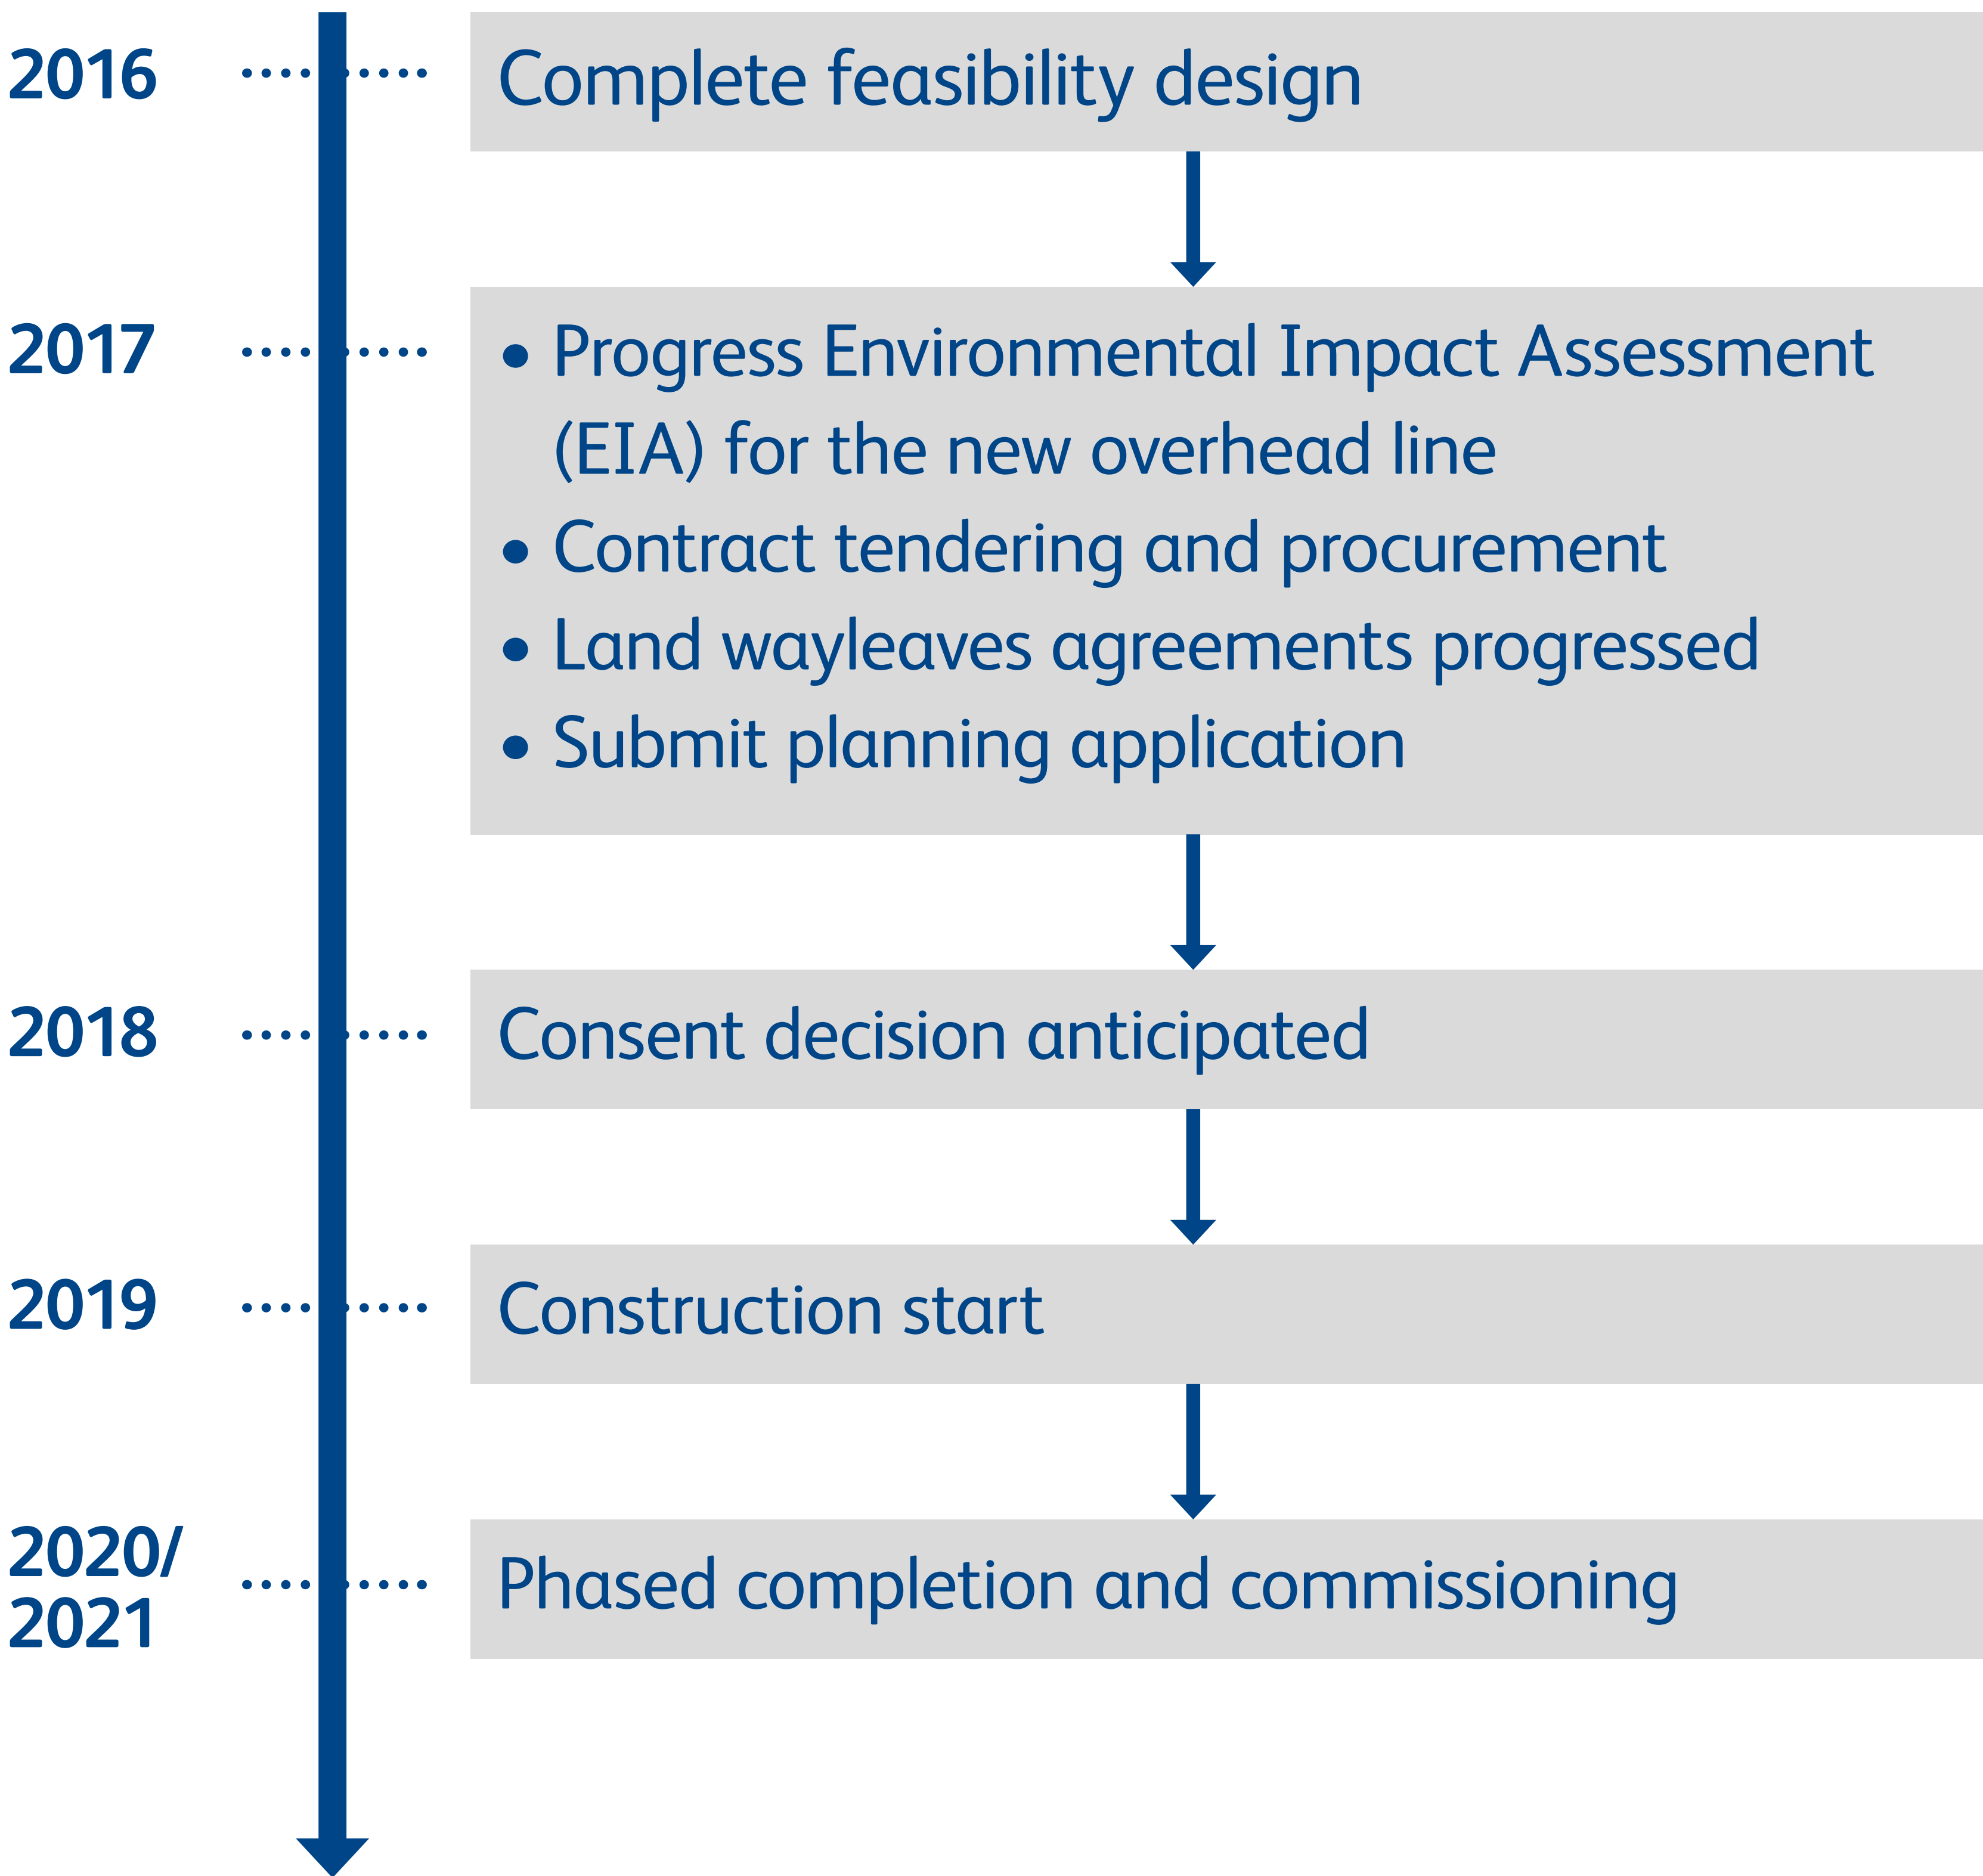 2016
Complete feasibility design
2017
• Progress Environmental Impact Assessment
(EIA) for the new overhead line
• Contract tendering and procurement
• Land wayleaves agreements progressed
• Submit planning application
2018
Consent decision anticipated
2019
Construction start
2020/
2021
Phased completion and commissioning